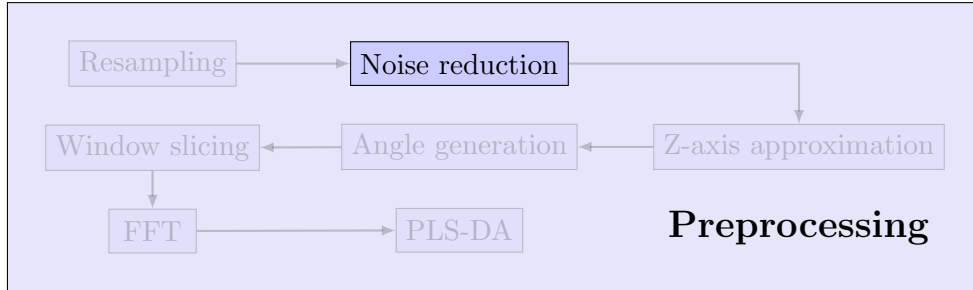 Resampling
Noise reduction
Window slicing
Angle generation
Z-axis approximation
FFT
PLS-DA
Preprocessing